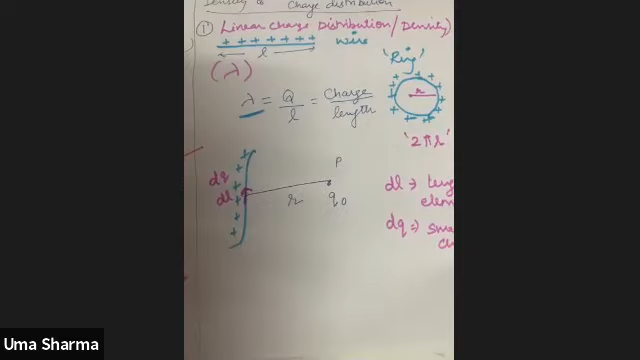 Density & Charge distribution
① Linear Charge Distribution/Density)
+ + + + + + + + wire
l
(λ)
'Ring'
r
λ = Q/l = Charge/length
'2πr'
P
dq
dl
r q₀
dl ⇒
dq ⇒
Uma Sharma